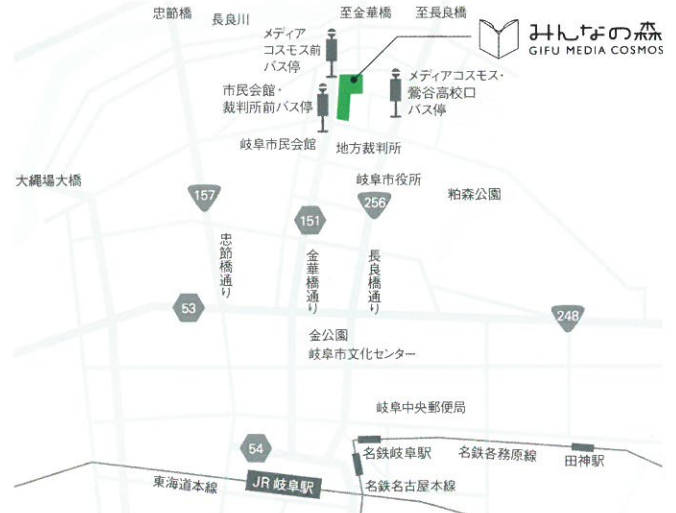 忠節橋
長良川
至金華橋
至長良橋
みんなの森
GIFU MEDIA COSMOS
メディア
コスモス前
バス停
メディアコスモス・
鶯谷高校口
バス停
市民会館・
裁判所前バス停
岐阜市民会館
地方裁判所
大縄場大橋
岐阜市役所
粕森公園
157
151
256
忠節橋通り
金華橋通り
長良橋通り
53
248
金公園
岐阜市文化センター
岐阜中央郵便局
54
名鉄岐阜駅
名鉄各務原線
田神駅
東海道本線
JR 岐阜駅
名鉄名古屋本線